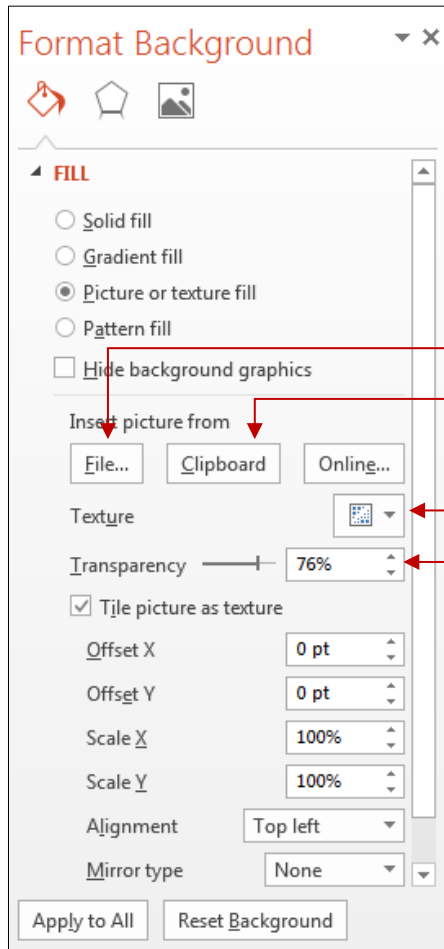 Format Background
FILL
Solid fill
Gradient fill
Picture or texture fill
Pattern fill
Hide background graphics
Insert picture from
File... Clipboard Online...
Texture
Transparency 76%
Tile picture as texture
Offset X 0 pt
Offset Y 0 pt
Scale X 100%
Scale Y 100%
Alignment Top left
Mirror type None
Apply to All Reset Background